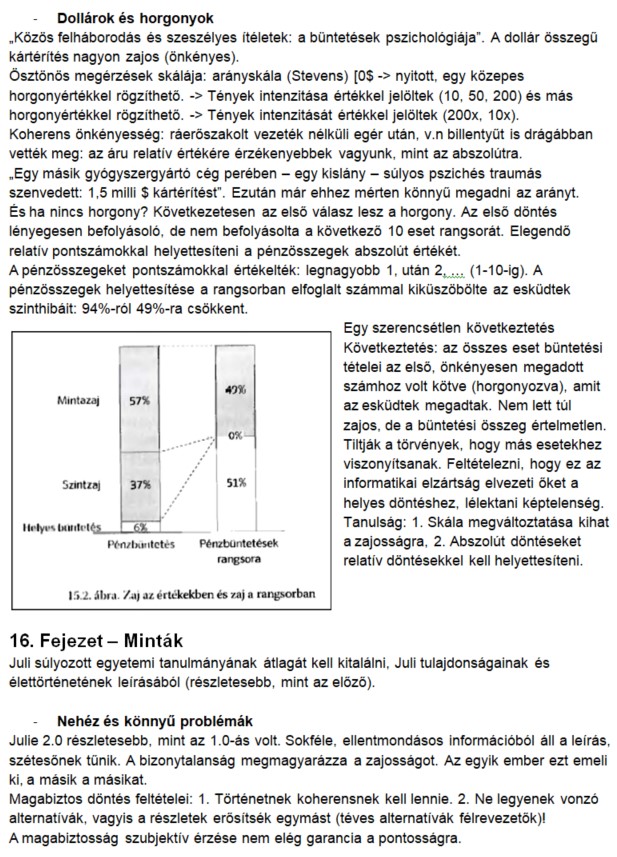 - Dollárok és horgonyok
„Közös felháborodás és szeszélyes ítéletek: a büntetések pszichológiája”. A dollár összegű
kártérítés nagyon zajos (önkényes).
Ösztönös megérzések skálája: arányskála (Stevens) [0$ -> nyitott, egy közepes
horgonyértékkel rögzíthető. -> Tények intenzitása értékkel jelöltek (10, 50, 200) és más
horgonyértékkel rögzíthető. -> Tények intenzitását értékkel jelöltek (200x, 10x).
Koherens önkényesség: ráerőszakolt vezeték nélküli egér után, v.n billentyűt is drágábban
vették meg: az áru relatív értékére érzékenyebbek vagyunk, mint az abszolútra.
„Egy másik gyógyszergyártó cég perében – egy kislány – súlyos pszichés traumás
szenvedett: 1,5 milli $ kártérítést”. Ezután már ehhez mérten könnyű megadni az arányt.
És ha nincs horgony? Következetesen az első válasz lesz a horgony. Az első döntés
lényegesen befolyásoló, de nem befolyásolta a következő 10 eset rangsorát. Elegendő
relatív pontszámokkal helyettesíteni a pénzösszegek abszolút értékét.
A pénzösszegeket pontszámokkal értékelték: legnagyobb 1, után 2, … (1-10-ig). A
pénzösszegek helyettesítése a rangsorban elfoglalt számmal kiküszöbölte az esküdtek
szinthibáit: 94%-ról 49%-ra csökkent.
Egy szerencsétlen következtetés
Következtetés: az összes eset büntetési
tételei az első, önkényesen megadott
számhoz volt kötve (horgonyozva), amit
az esküdtek megadtak. Nem lett túl
zajos, de a büntetési összeg értelmetlen.
Tiltják a törvények, hogy más esetekhez
viszonyítsanak. Feltételezni, hogy ez az
informatikai elzártság elvezeti őket a
helyes döntéshez, lélektani képtelenség.
Tanulság: 1. Skála megváltoztatása kihat
a zajosságra, 2. Abszolút döntéseket
relatív döntésekkel kell helyettesíteni.
Mintazaj 57% 49%
0%
Szintzaj 37% 51%
Helyes büntetés 6%
Pénzbüntetés Pénzbüntetések
rangsora
15.2. ábra. Zaj az értékekben és zaj a rangsorban
16. Fejezet – Minták
Juli súlyozott egyetemi tanulmányának átlagát kell kitalálni, Juli tulajdonságainak és
élettörténetének leírásából (részletesebb, mint az előző).
- Nehéz és könnyű problémák
Julie 2.0 részletesebb, mint az 1.0-ás volt. Sokféle, ellentmondásos információból áll a leírás,
szétesőnek tűnik. A bizonytalanság megmagyarázza a zajosságot. Az egyik ember ezt emeli
ki, a másik a másikat.
Magabiztos döntés feltételei: 1. Történetnek koherensnek kell lennie. 2. Ne legyenek vonzó
alternatívák, vagyis a részletek erősítsék egymást (téves alternatívák félrevezetők)!
A magabiztosság szubjektív érzése nem elég garancia a pontosságra.